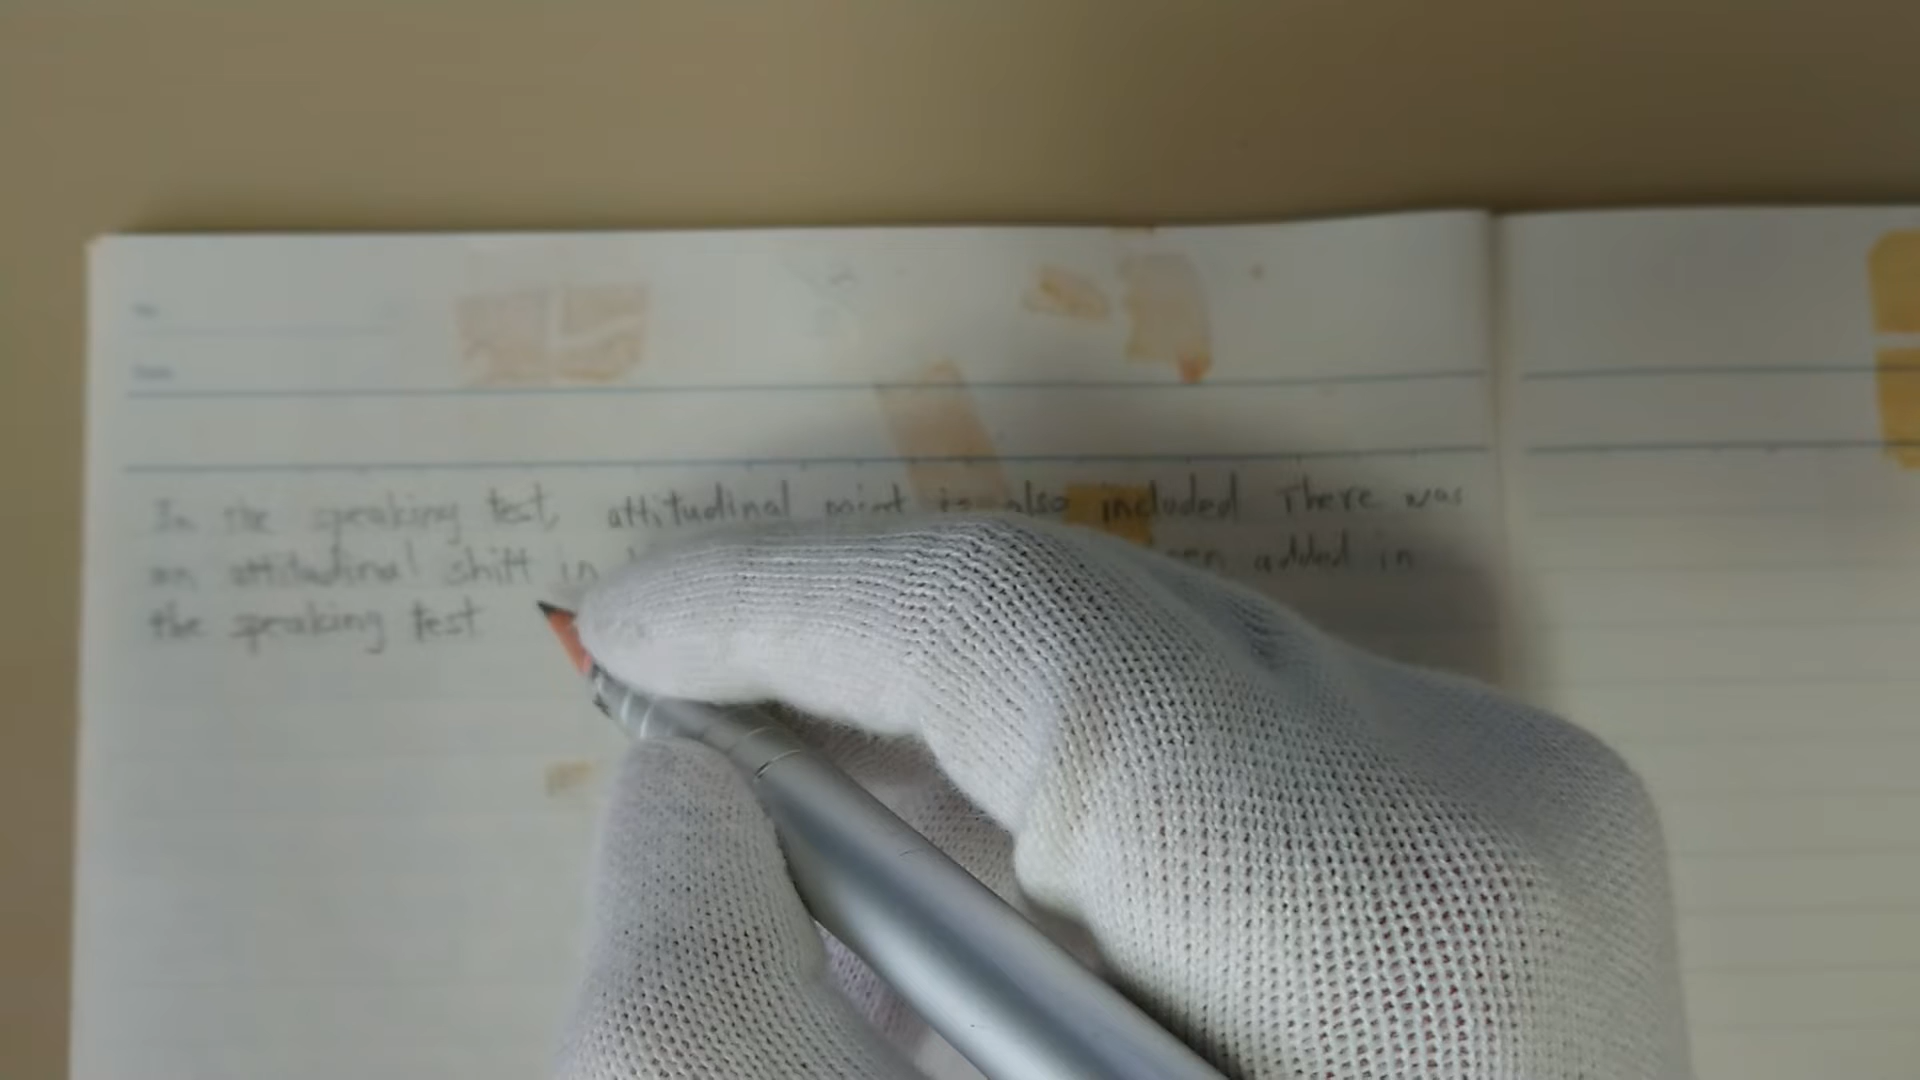 In the speaking test, attitudinal point is also included There was
an attitudinal shift in added in
the speaking test